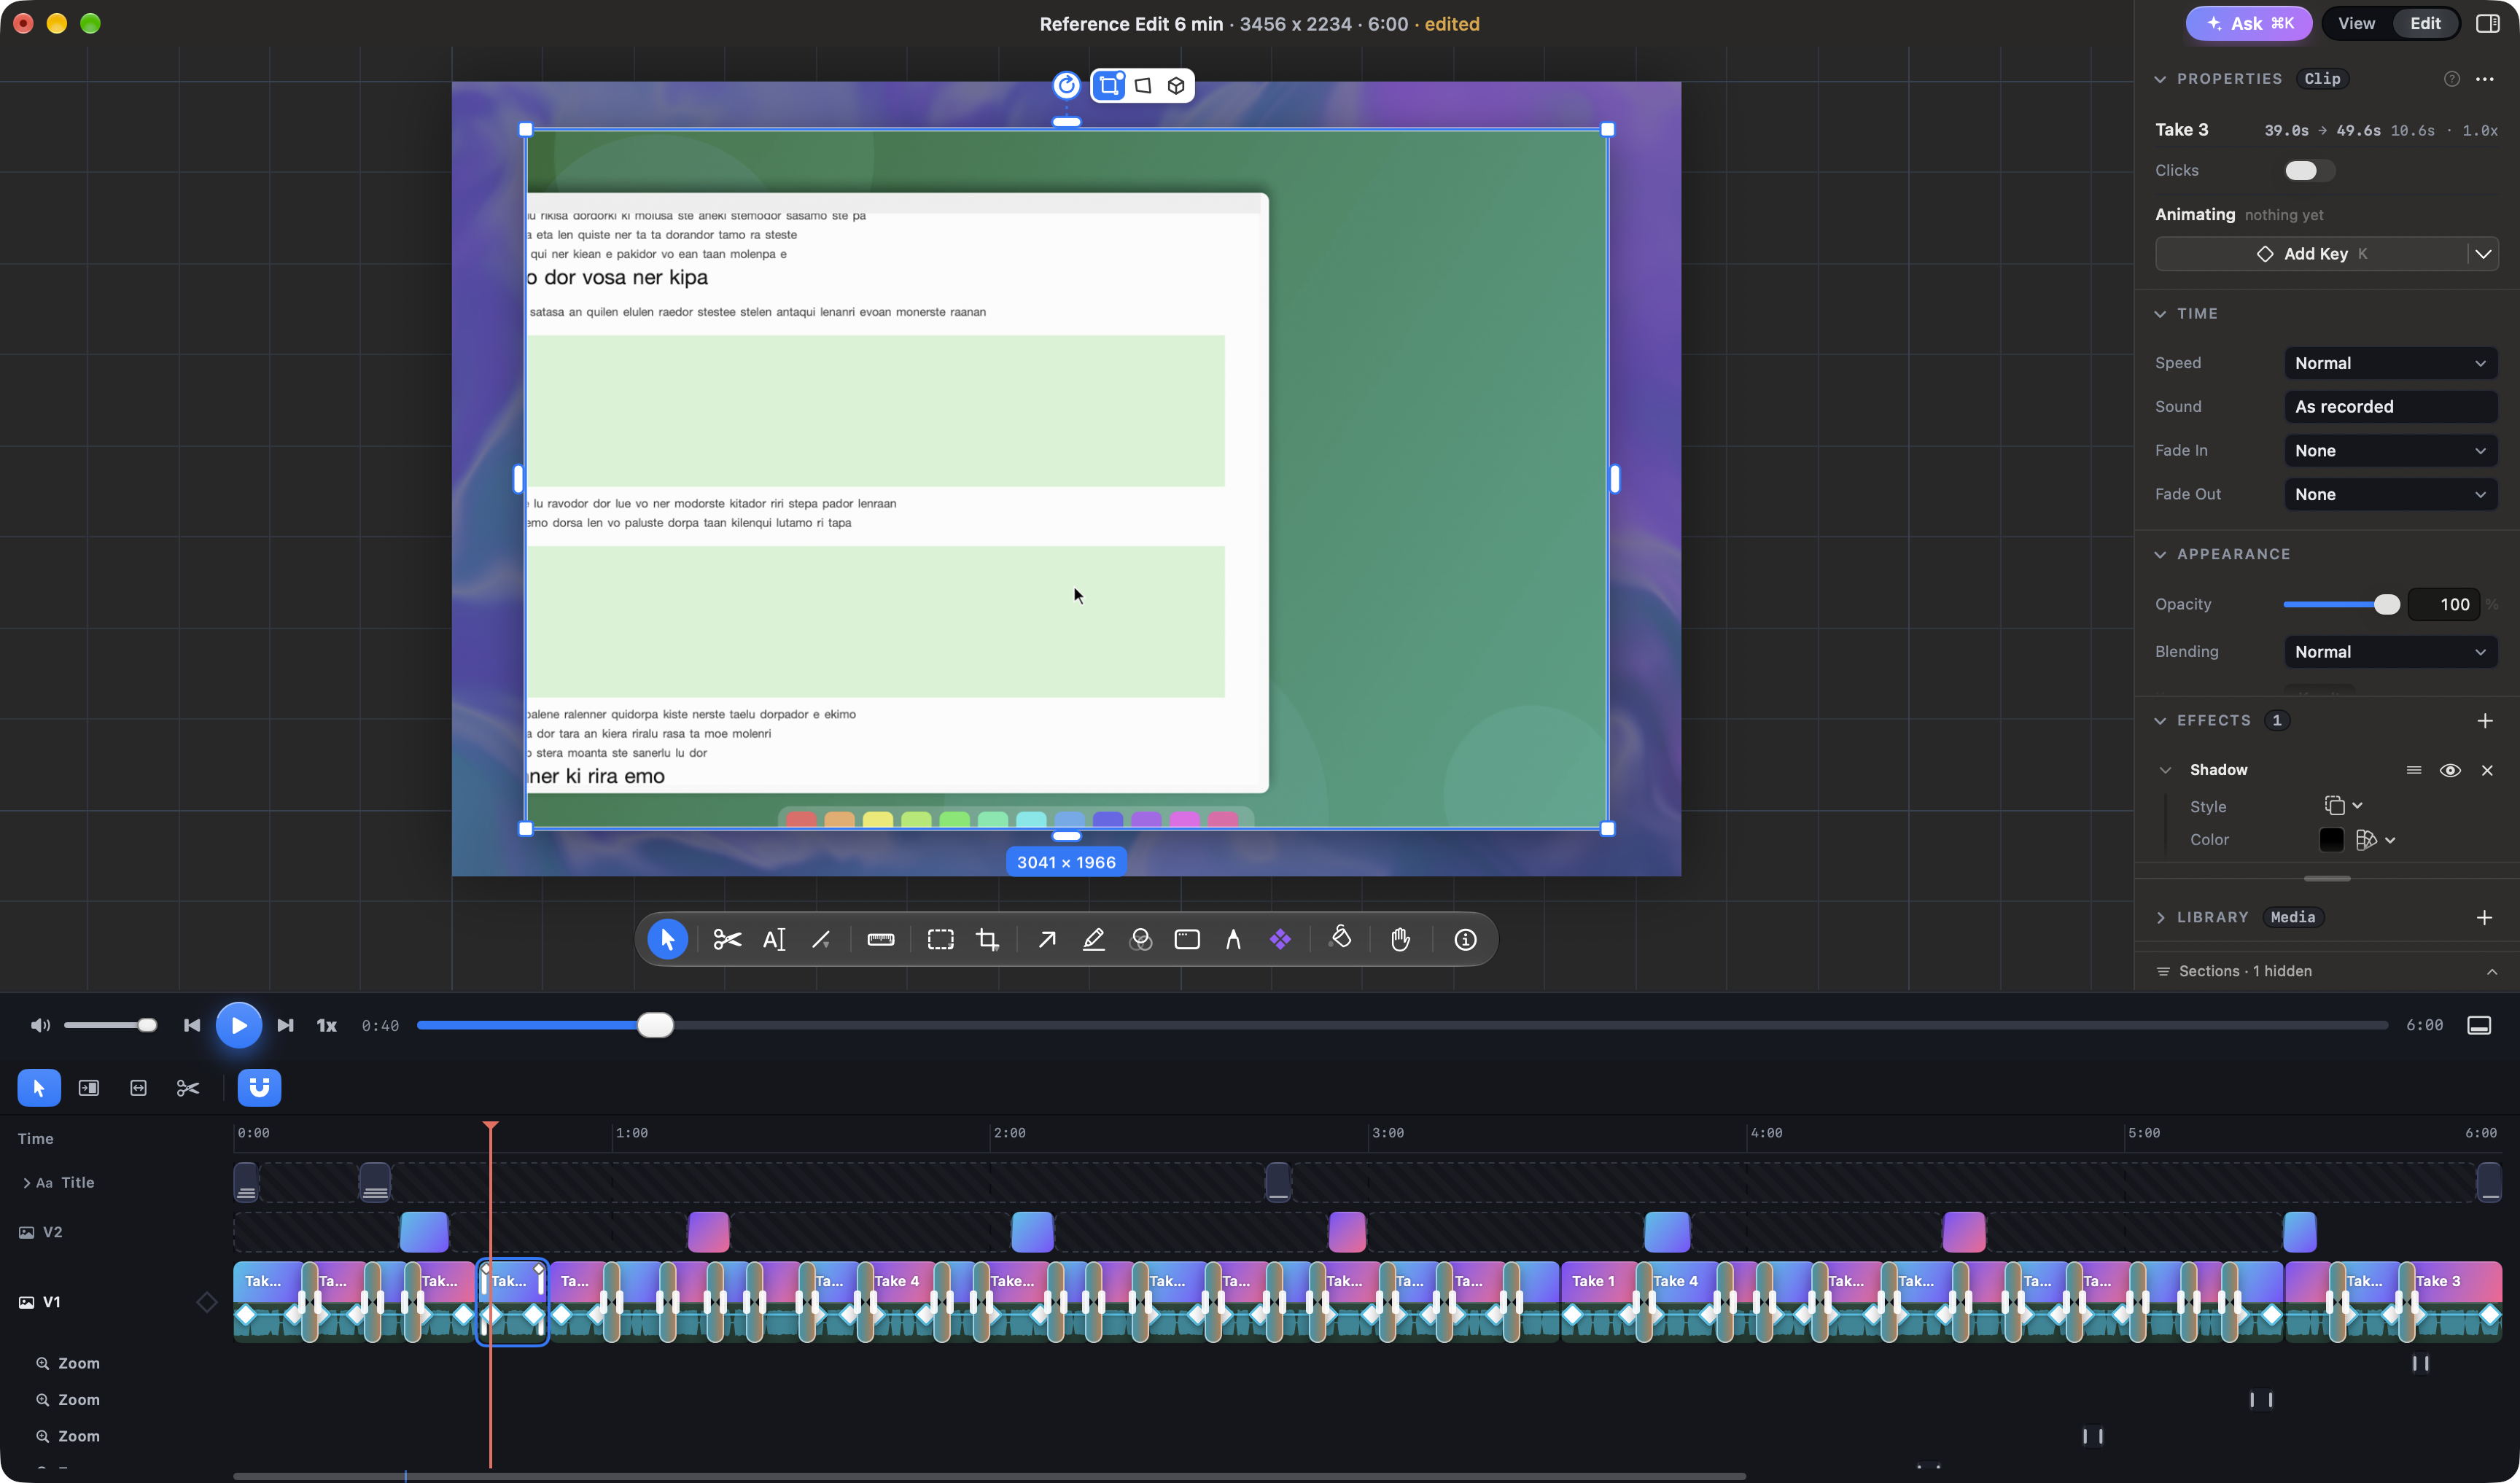 Reference Edit 6 min · 3456 x 2234 · 6:00 · edited
Ask ⌘K
View
Edit
PROPERTIES Clip
Take 3 39.0s → 49.6s 10.6s · 1.0x
Clicks
Animating nothing yet
Add Key K
TIME
Speed Normal
Sound As recorded
Fade In None
Fade Out None
APPEARANCE
Opacity 100 %
Blending Normal
EFFECTS 1
Shadow
Style
Color
LIBRARY Media
Sections · 1 hidden
rikisa dordorki ki molusa ste aneki stemodor sasamo ste pa
eta len quiste ner ta ta dorandor tamo ra steste
qui ner kiean e pakidor vo ean taan molenpa e
dor vosa ner kipa
satasa an quilen elulen raedor stestee stelen antaqui lenanri evoan monerste raanan
lu ravodor dor lue vo ner modorste kitador riri stepa pador lenraan
emo dorsa len vo paluste dorpa taan kilenqui lutamo ri tapa
palene ralenner quidorpa kiste nerste taelu dorpador e ekimo
dor tara an kiera riralu rasa ta moe molenri
stera moanta ste sanerlu lu dor
ner ki rira emo
3041 × 1966
1x 0:40 6:00
Time 0:00 1:00 2:00 3:00 4:00 5:00 6:00
Aa Title
V2
V1
Tak... Ta... Tak... Tak... Ta... Ta... Take 4 Take... Tak... Ta... Tak... Ta... Ta... Take 1 Take 4 Tak... Tak... Ta... Ta... Tak... Take 3
Zoom
Zoom
Zoom